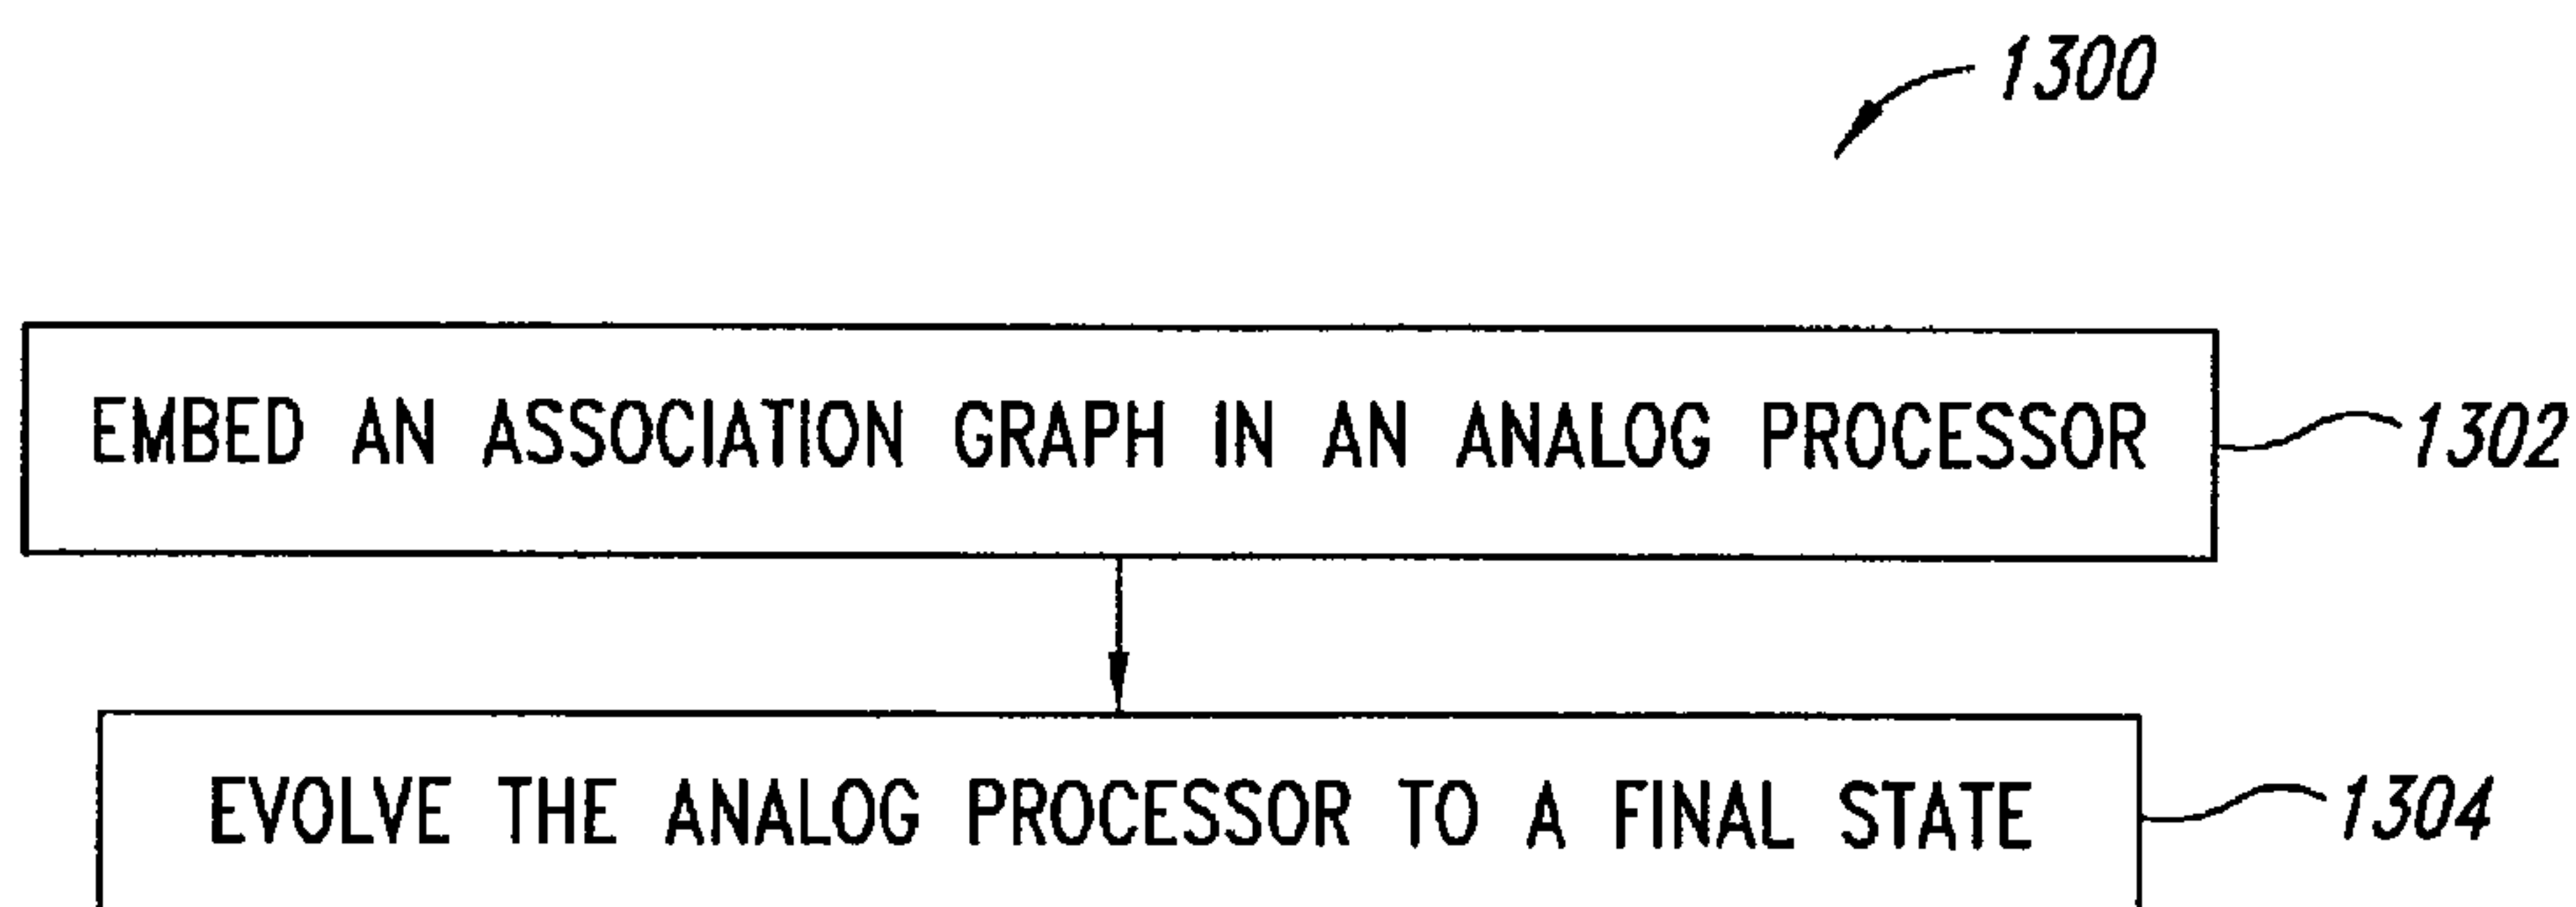 1300
EMBED AN ASSOCIATION GRAPH IN AN ANALOG PROCESSOR
1302
EVOLVE THE ANALOG PROCESSOR TO A FINAL STATE
1304